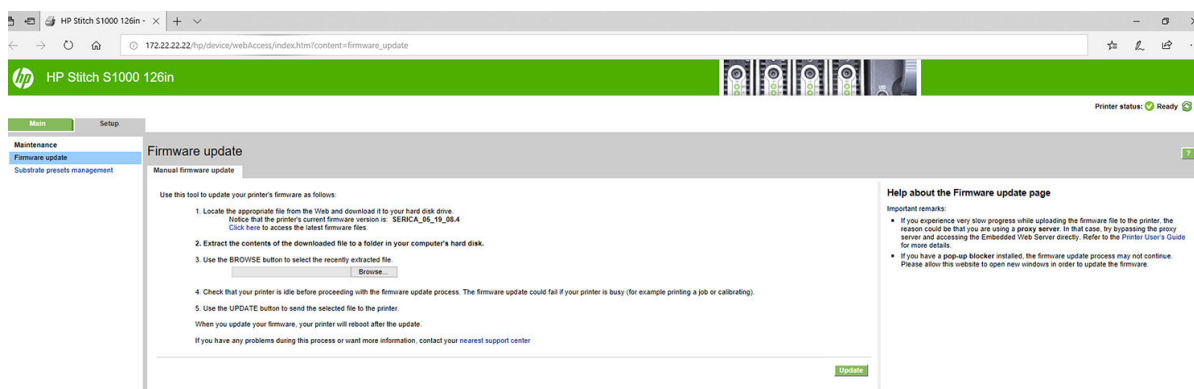 HP Stitch S1000 126in -
172.22.22.22/hp/device/webAccess/index.htm?content=firmware_update
hp HP Stitch S1000 126in
Printer status: Ready
Main Setup
Maintenance
Firmware update
Substrate presets management
Firmware update
?
Manual firmware update
Use this tool to update your printer's firmware as follows:
1. Locate the appropriate file from the Web and download it to your hard disk drive.
Notice that the printer's current firmware version is: SERICA_05_19_08.4
Click here to access the latest firmware files.
2. Extract the contents of the downloaded file to a folder in your computer's hard disk.
3. Use the BROWSE button to select the recently extracted file.
Browse...
4. Check that your printer is idle before proceeding with the firmware update process. The firmware update could fail if your printer is busy (for example printing a job or calibrating).
5. Use the UPDATE button to send the selected file to the printer.
When you update your firmware, your printer will reboot after the update.
If you have any problems during this process or want more information, contact your nearest support center
Update
Help about the Firmware update page
Important remarks:
If you experience very slow progress while uploading the firmware file to the printer, the
reason could be that you are using a proxy server. In that case, try bypassing the proxy
server and accessing the Embedded Web Server directly. Refer to the Printer User's Guide
for more details.
If you have a pop-up blocker installed, the firmware update process may not continue.
Please allow this website to open new windows in order to update the firmware.